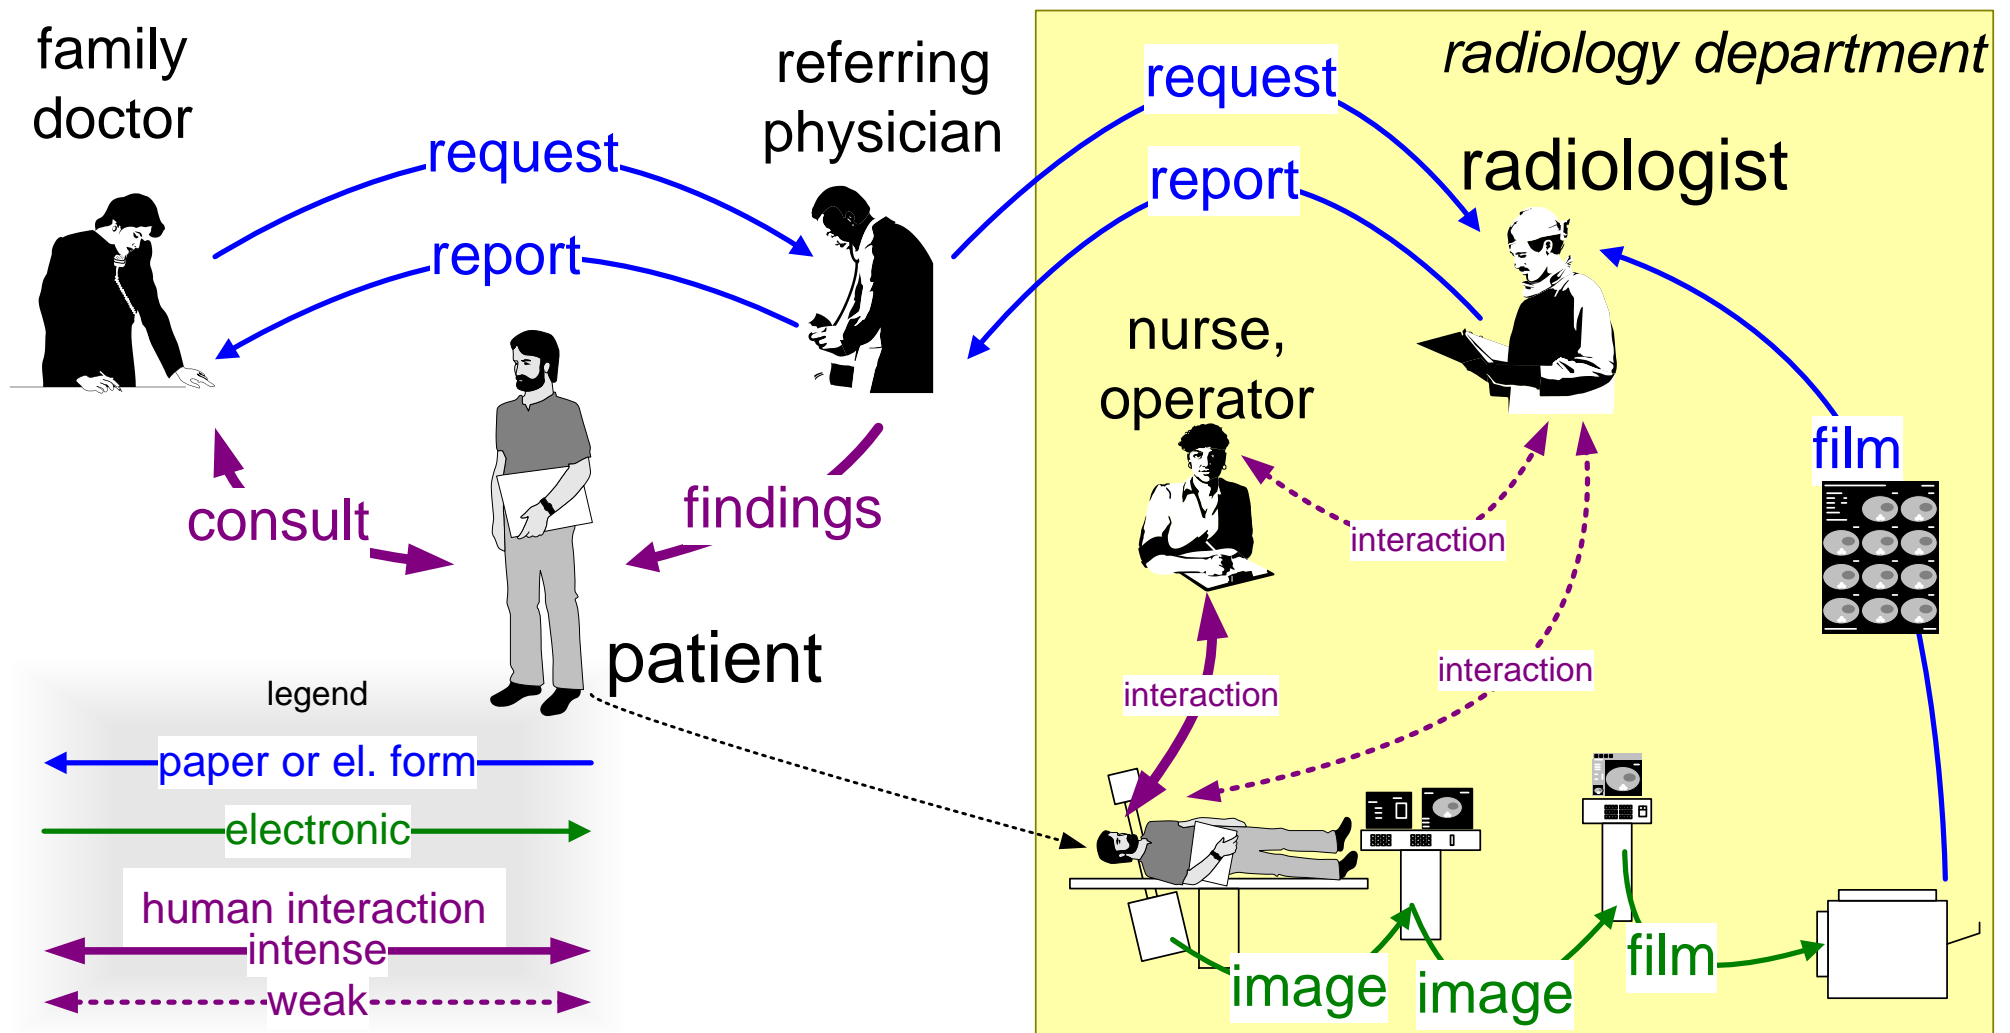 family
doctor
referring
physician
radiology department
request
report
request
report
radiologist
nurse,
operator
film
consult
findings
interaction
patient
interaction
interaction
legend
paper or el. form
electronic
human interaction
intense
weak
image
image
film